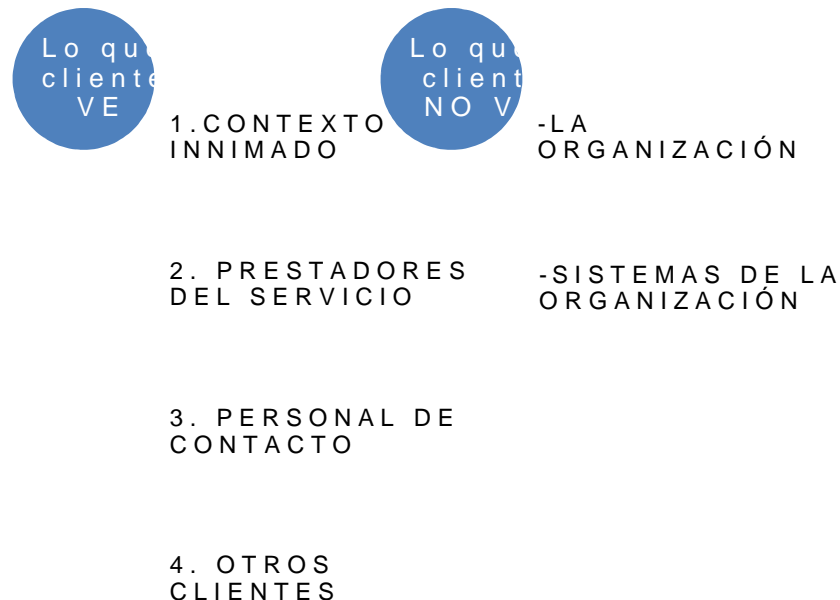 Lo que
cliente
VE
1.CONTEXTO
INNIMADO
2. PRESTADORES
DEL SERVICIO
3. PERSONAL DE
CONTACTO
4. OTROS
CLIENTES
Lo que
client
NO V
-LA
ORGANIZACIÓN
-SISTEMAS DE LA
ORGANIZACIÓN